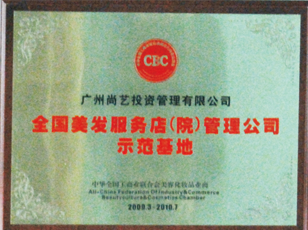 CBC
广州尚艺投资管理有限公司
全国美发服务店(院)管理公司
示范基地
中华全国工商业联合会美容化妆品业商
All-China Federation Of Industry & Commerce
Beautyculture & Cosmetics Chamber
2009.3-2010.7